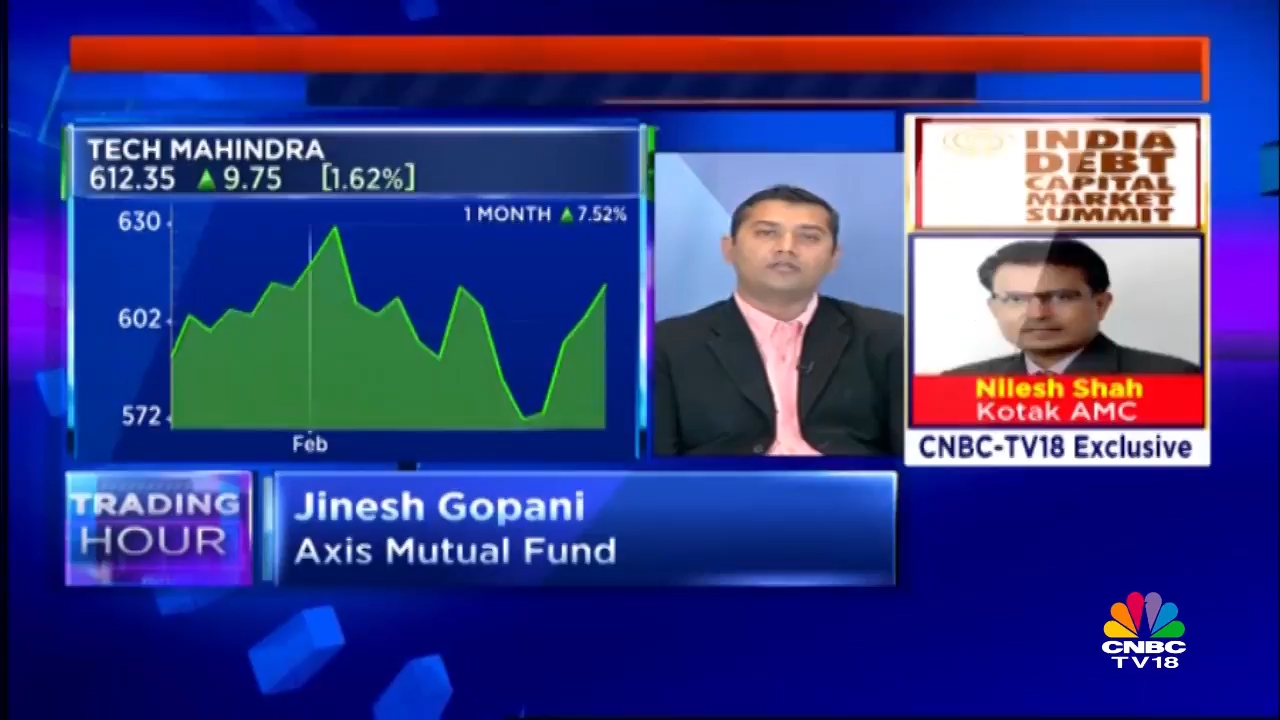 TECH MAHINDRA
612.35 ▲ 9.75 [1.62%]
1 MONTH ▲ 7.52%
630
602
572
Feb
INDIA
DEBT
CAPITAL
MARKET
SUMMIT
Nilesh Shah
Kotak AMC
CNBC-TV18 Exclusive
TRADING
HOUR
Jinesh Gopani
Axis Mutual Fund
CNBC
TV18